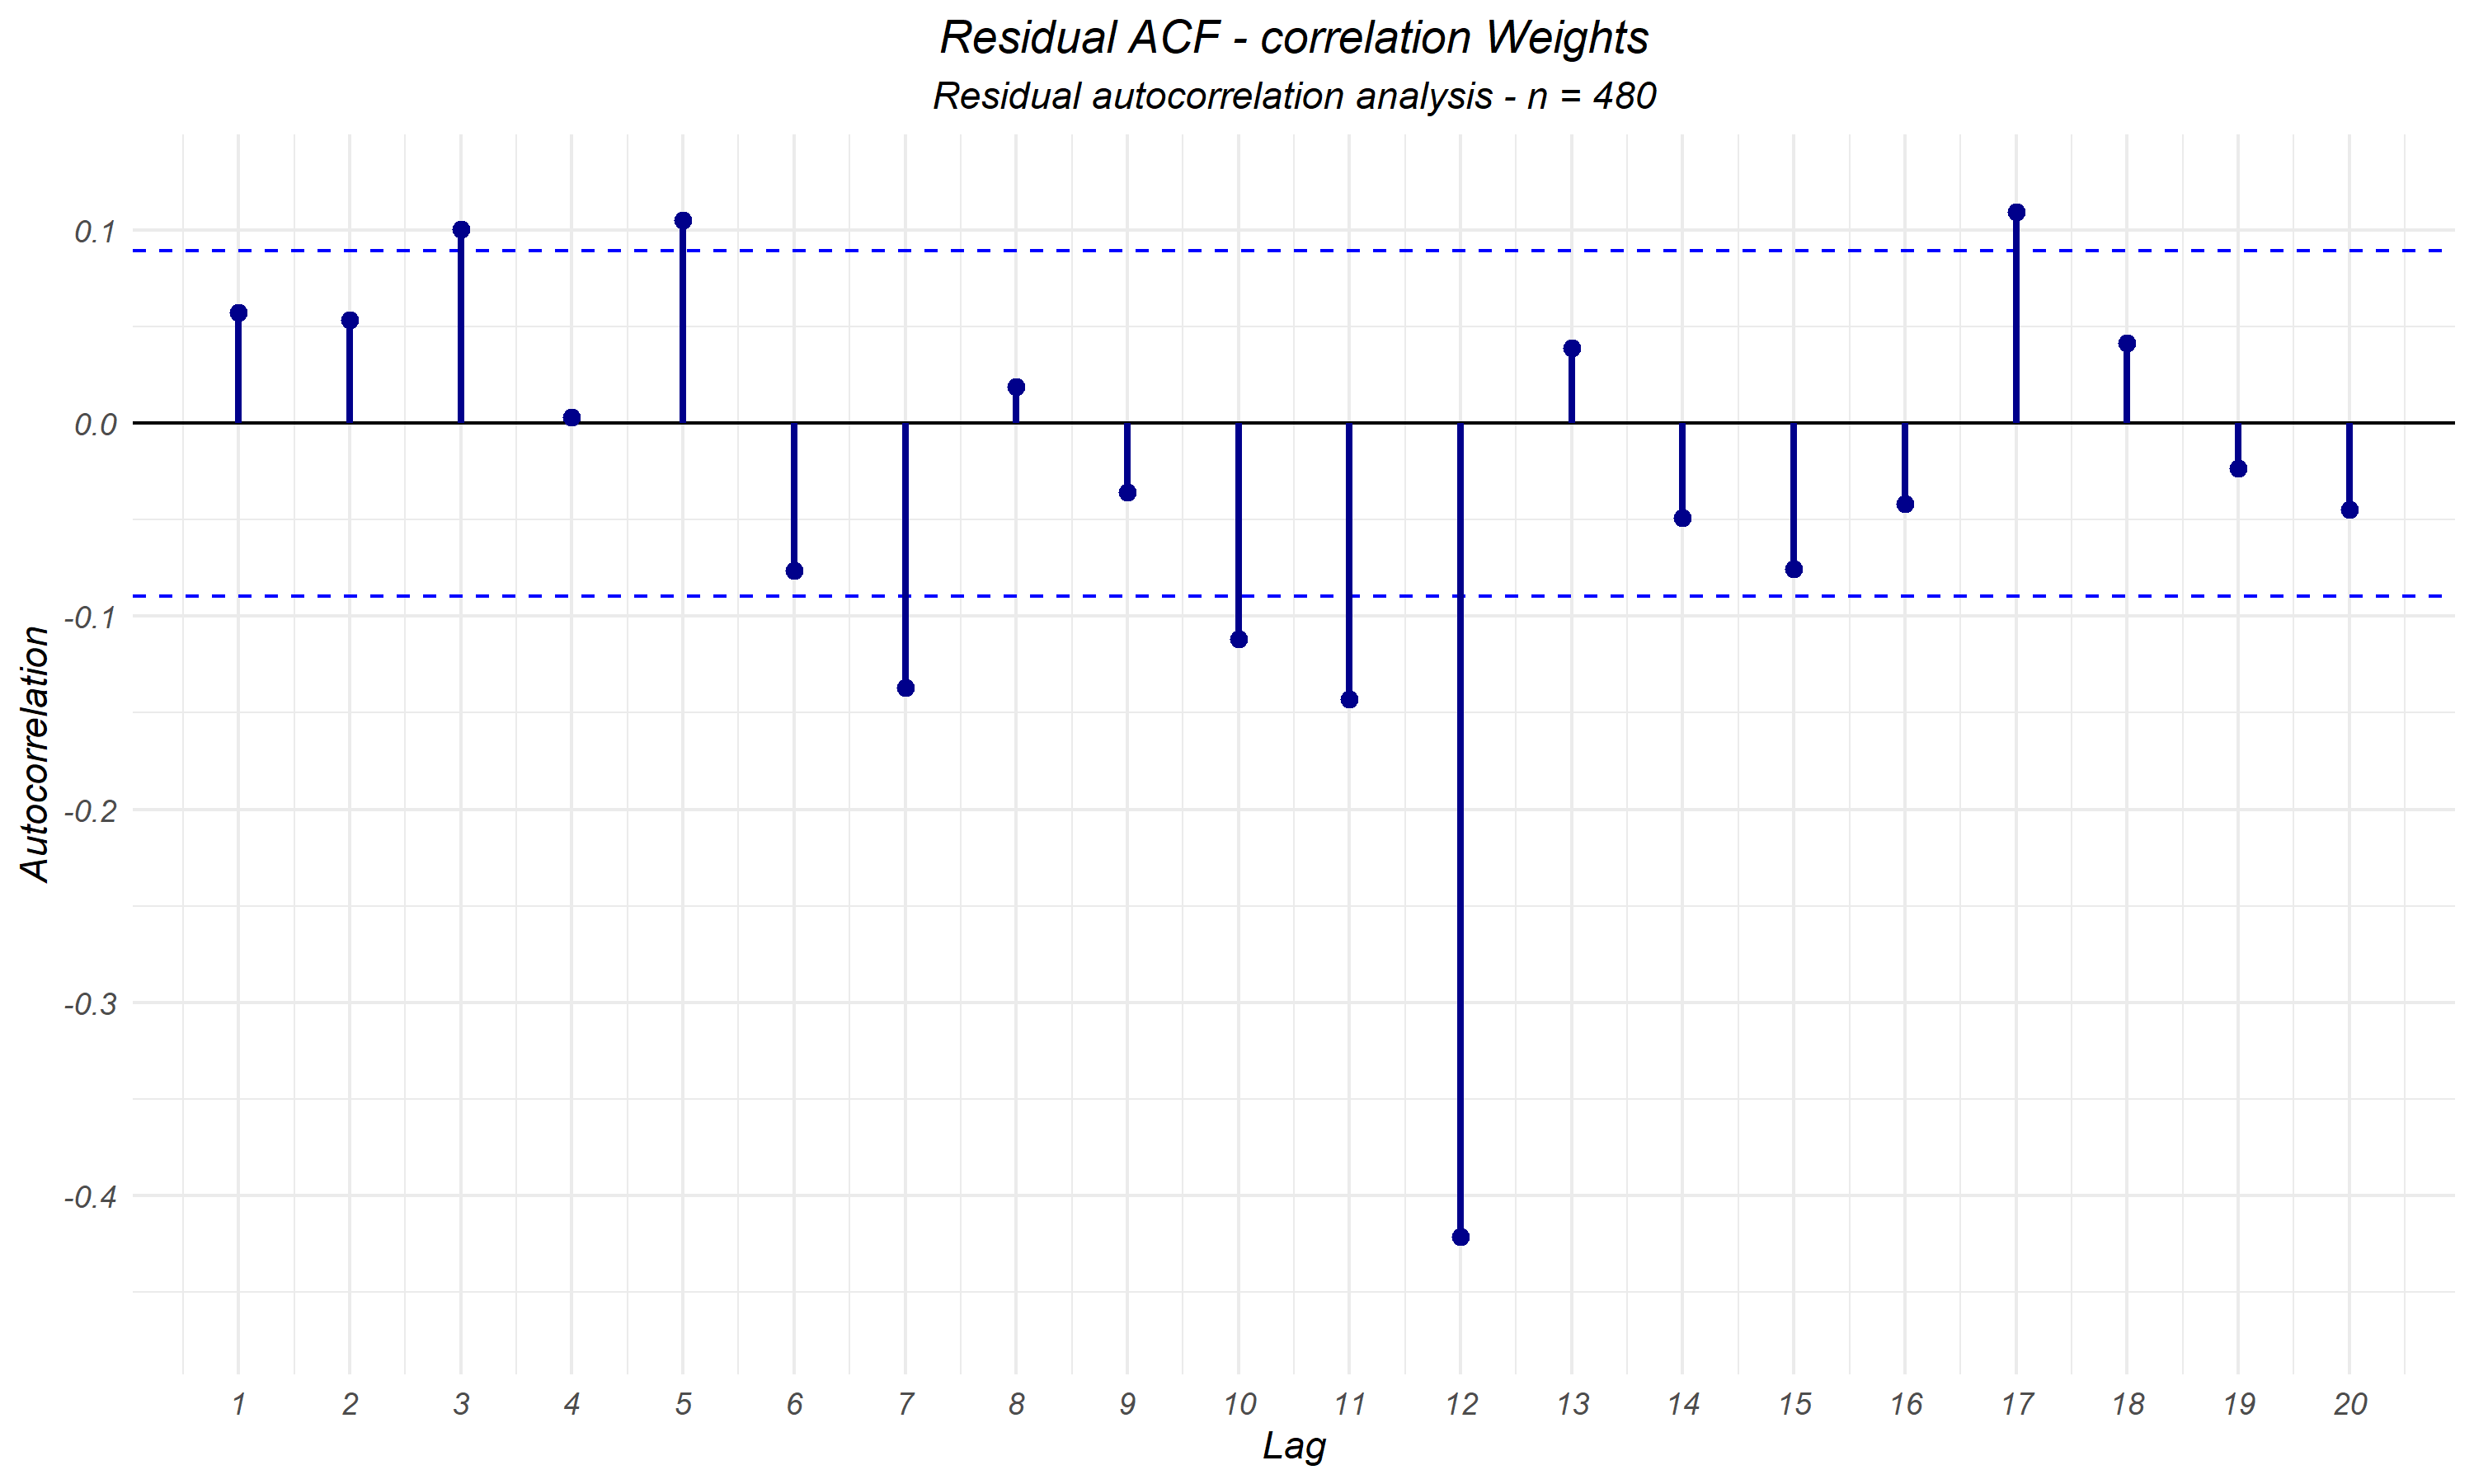 Residual ACF - correlation Weights
Residual autocorrelation analysis - n = 480
Autocorrelation
0.1
0.0
-0.1
-0.2
-0.3
-0.4
1 2 3 4 5 6 7 8 9 10 11 12 13 14 15 16 17 18 19 20
Lag